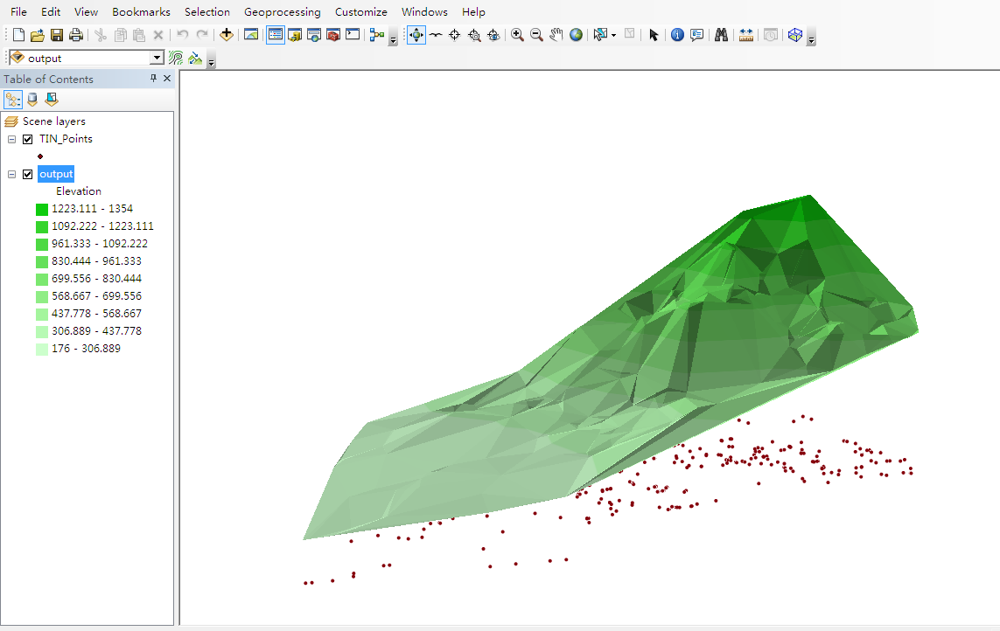 File Edit View Bookmarks Selection Geoprocessing Customize Windows Help
output
Table of Contents
Scene layers
TIN_Points
output
Elevation
1223.111 - 1354
1092.222 - 1223.111
961.333 - 1092.222
830.444 - 961.333
699.556 - 830.444
568.667 - 699.556
437.778 - 568.667
306.889 - 437.778
176 - 306.889